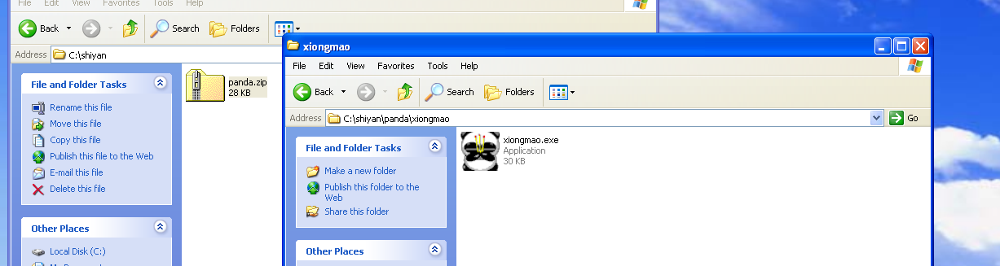 File Edit View Favorites Tools Help
Back Search Folders
Address C:\shiyan
File and Folder Tasks
Rename this file
Move this file
Copy this file
Publish this file to the Web
E-mail this file
Delete this file
Other Places
Local Disk (C:)
panda.zip
28 KB
xiongmao
File Edit View Favorites Tools Help
Back Search Folders
Address C:\shiyan\panda\xiongmao Go
File and Folder Tasks
Make a new folder
Publish this folder to the
Web
Share this folder
Other Places
xiongmao.exe
Application
30 KB